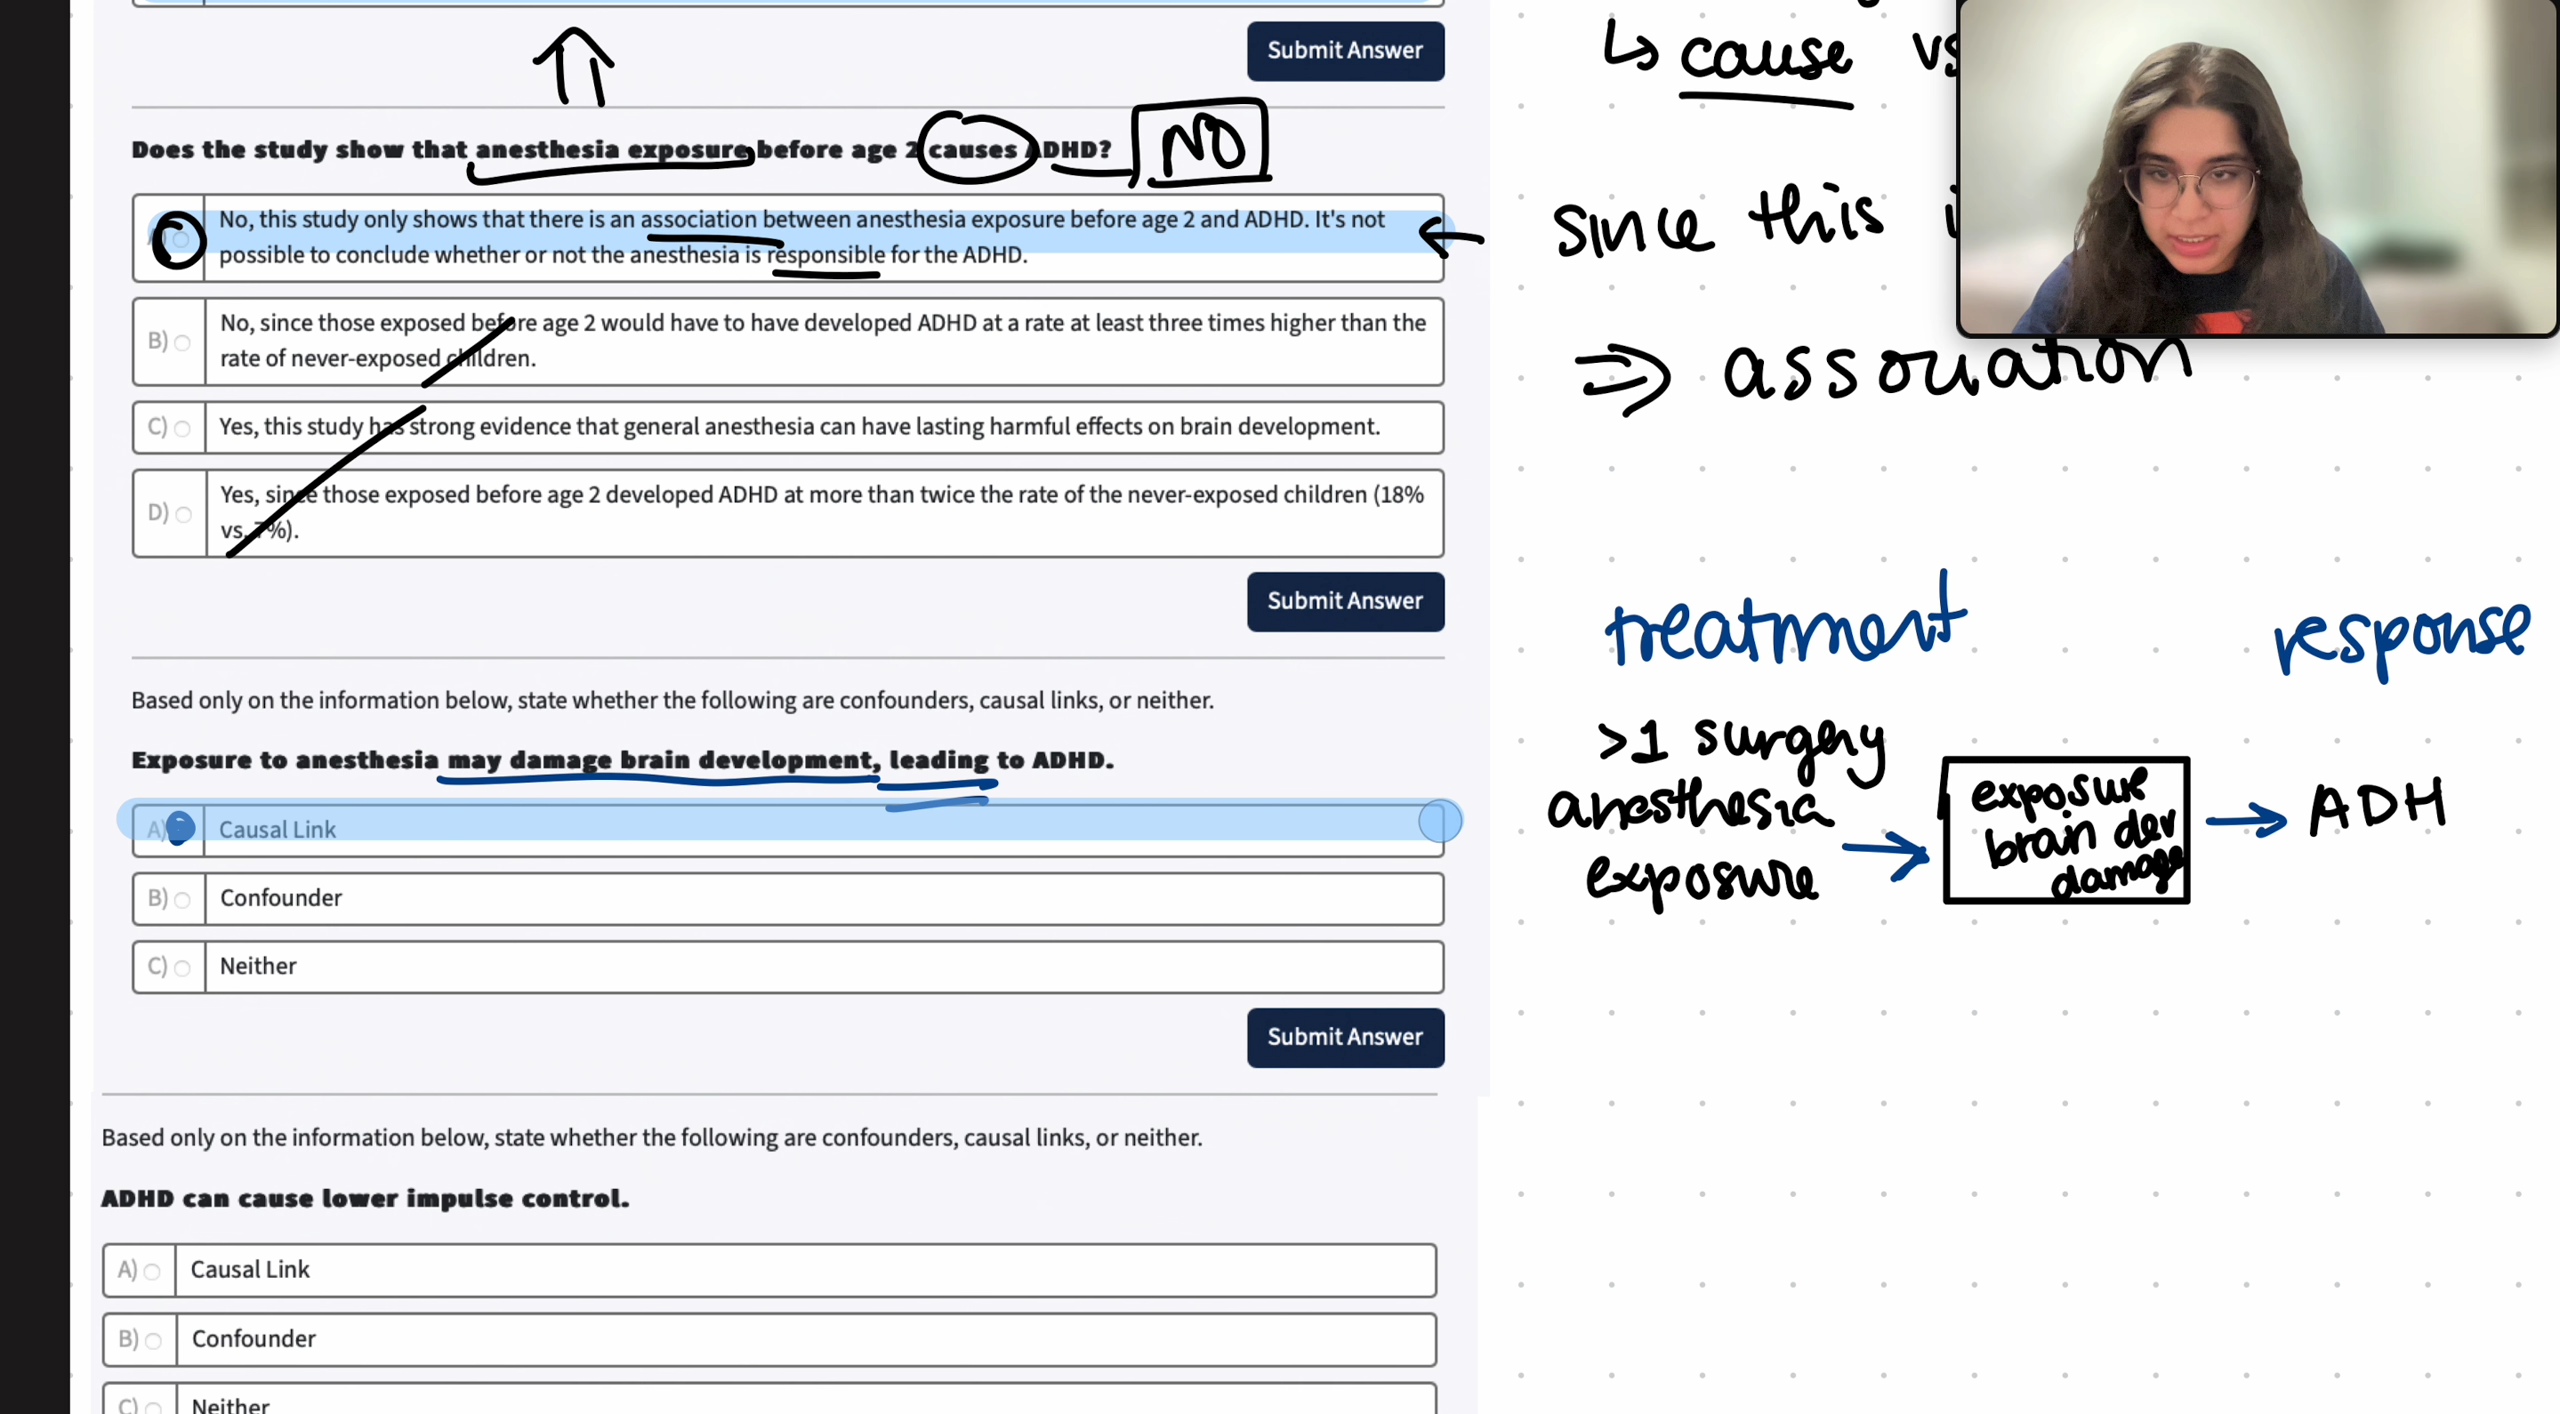 Submit Answer
Does the study show that anesthesia exposure before age 2 causes ADHD?
NO
No, this study only shows that there is an association between anesthesia exposure before age 2 and ADHD. It's not
possible to conclude whether or not the anesthesia is responsible for the ADHD.
B) No, since those exposed before age 2 would have to have developed ADHD at a rate at least three times higher than the
rate of never-exposed children.
C) Yes, this study has strong evidence that general anesthesia can have lasting harmful effects on brain development.
D) Yes, since those exposed before age 2 developed ADHD at more than twice the rate of the never-exposed children (18%
vs. 7%).
Submit Answer
Based only on the information below, state whether the following are confounders, causal links, or neither.
Exposure to anesthesia may damage brain development, leading to ADHD.
A) Causal Link
B) Confounder
C) Neither
Submit Answer
Based only on the information below, state whether the following are confounders, causal links, or neither.
ADHD can cause lower impulse control.
A) Causal Link
B) Confounder
C) Neither
↳ cause vs
since this
⇒ association
treatment response
>1 surgery
anesthesia
exposure
→
exposure
brain dev
damage
→ ADH